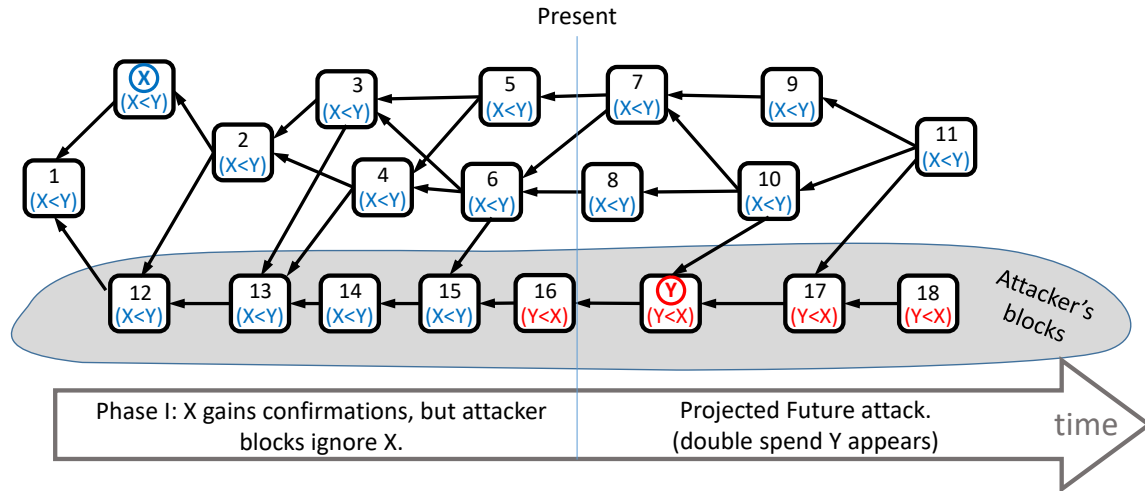 Present
X
(X<Y)
3
(X<Y)
5
(X<Y)
7
(X<Y)
9
(X<Y)
2
(X<Y)
11
(X<Y)
1
(X<Y)
4
(X<Y)
6
(X<Y)
8
(X<Y)
10
(X<Y)
12
(X<Y)
13
(X<Y)
14
(X<Y)
15
(X<Y)
16
(Y<X)
Y
(Y<X)
17
(Y<X)
18
(Y<X)
Attacker's
blocks
Phase I: X gains confirmations, but attacker
blocks ignore X.
Projected Future attack.
(double spend Y appears)
time